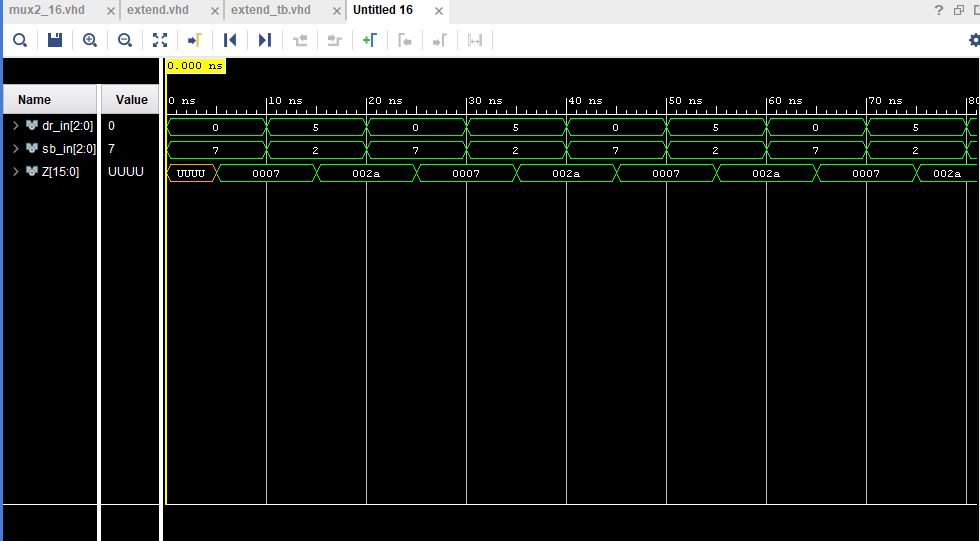 mux2_16.vhd × extend.vhd × extend_tb.vhd × Untitled 16 ×
?
0.000 ns
Name Value 0 ns 10 ns 20 ns 30 ns 40 ns 50 ns 60 ns 70 ns 80
dr_in[2:0] 0 0 5 0 5 0 5 0 5
sb_in[2:0] 7 7 2 7 2 7 2 7 2
Z[15:0] UUUU UUUU 0007 002a 0007 002a 0007 002a 0007 002a